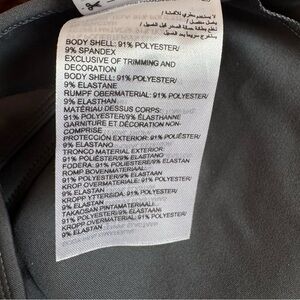 BODY SHELL: 91% POLYESTER/
9% SPANDEX
EXCLUSIVE OF TRIMMING AND
DECORATION
BODY SHELL: 91% POLYESTER/
9% ELASTANE
RUMPF OBERMATERIAL: 91% POLYESTER/
9% ELASTHAN
MATÉRIAU DESSUS CORPS:
91% POLYESTER/9% ÉLASTHANNE
GARNITURE ET DÉCORATION NON-
COMPRISE
PROTECCIÓN EXTERIOR: 91% POLIÉSTER/
9% ELASTANO
TRONCO MATERIAL EXTERIOR:
91% POLIÉSTER/9% ELASTANO
FODERA: 91% POLIESTERE/9% ELASTAN
ROMP BOVENMATERIAAL:
91% POLYESTER/9% ELASTAAN
KROP OVERMATERIALE: 91% POLYESTER/
9% ELASTAN
KROPP YTTERSIDA: 91% POLYESTER/
9% ELASTAN
TAKAOSAN PINTAMATERIAALI:
91% POLYESTERI/9% ELASTAANI
KROPP OVERMATERIAL: 91% POLYESTER/
9% ELASTAN